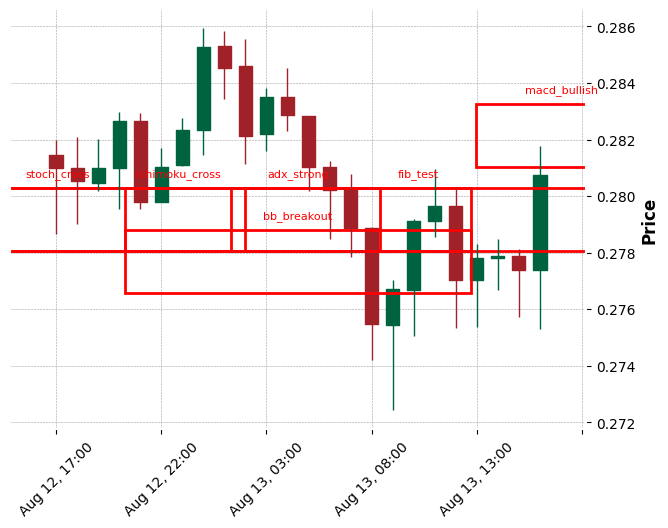 0.286
macd_bullish
0.284
0.282
stoch_cross
adx_strong
fib_test
0.280
bb_breakout
Price
0.278
0.276
0.274
0.272
Aug 12, 17:00
Aug 12, 22:00
Aug 13, 03:00
Aug 13, 08:00
Aug 13, 13:00